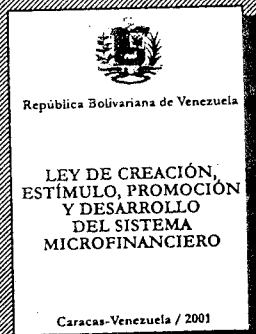 República Bolivariana de Venezuela
LEY DE CREACIÓN,
ESTÍMULO, PROMOCIÓN
Y DESARROLLO
DEL SISTEMA
MICROFINANCIERO
Caracas-Venezuela / 2001